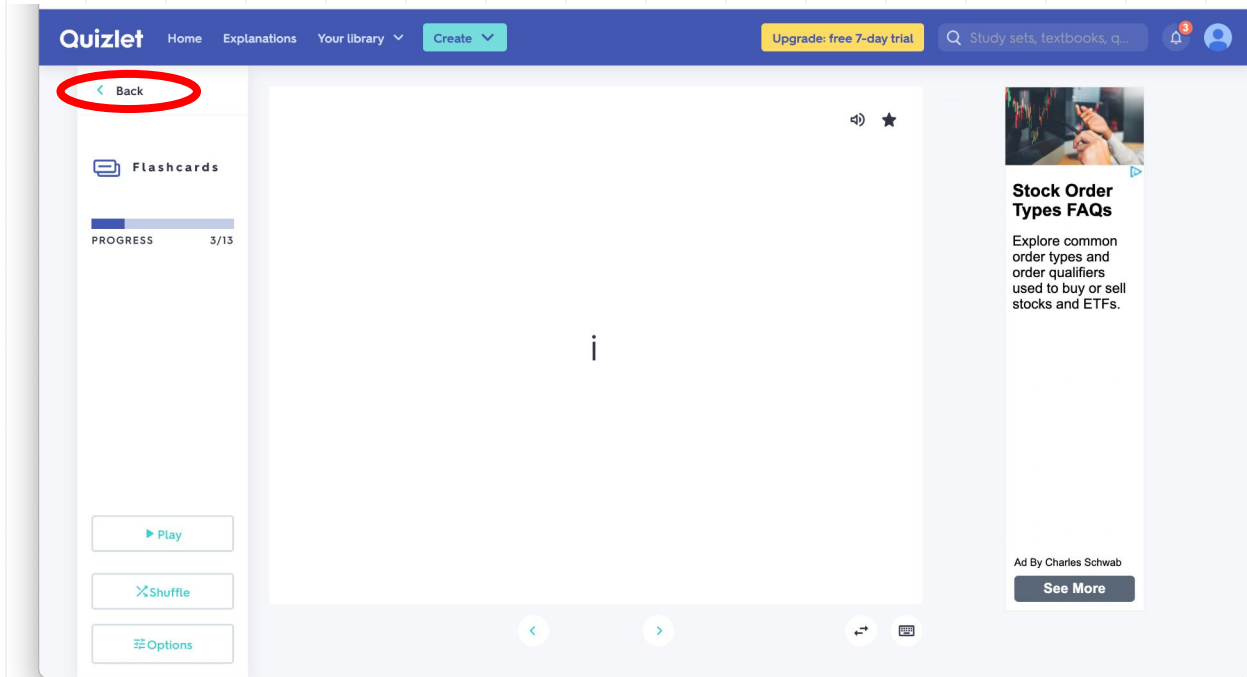 Quizlet Home Explanations Your library Create Upgrade: free 7-day trial Study sets, textbooks, q... 3
Back
Flashcards
PROGRESS 3/13
Play
Shuffle
Options
i
Stock Order
Types FAQs
Explore common
order types and
order qualifiers
used to buy or sell
stocks and ETFs.
Ad By Charles Schwab
See More